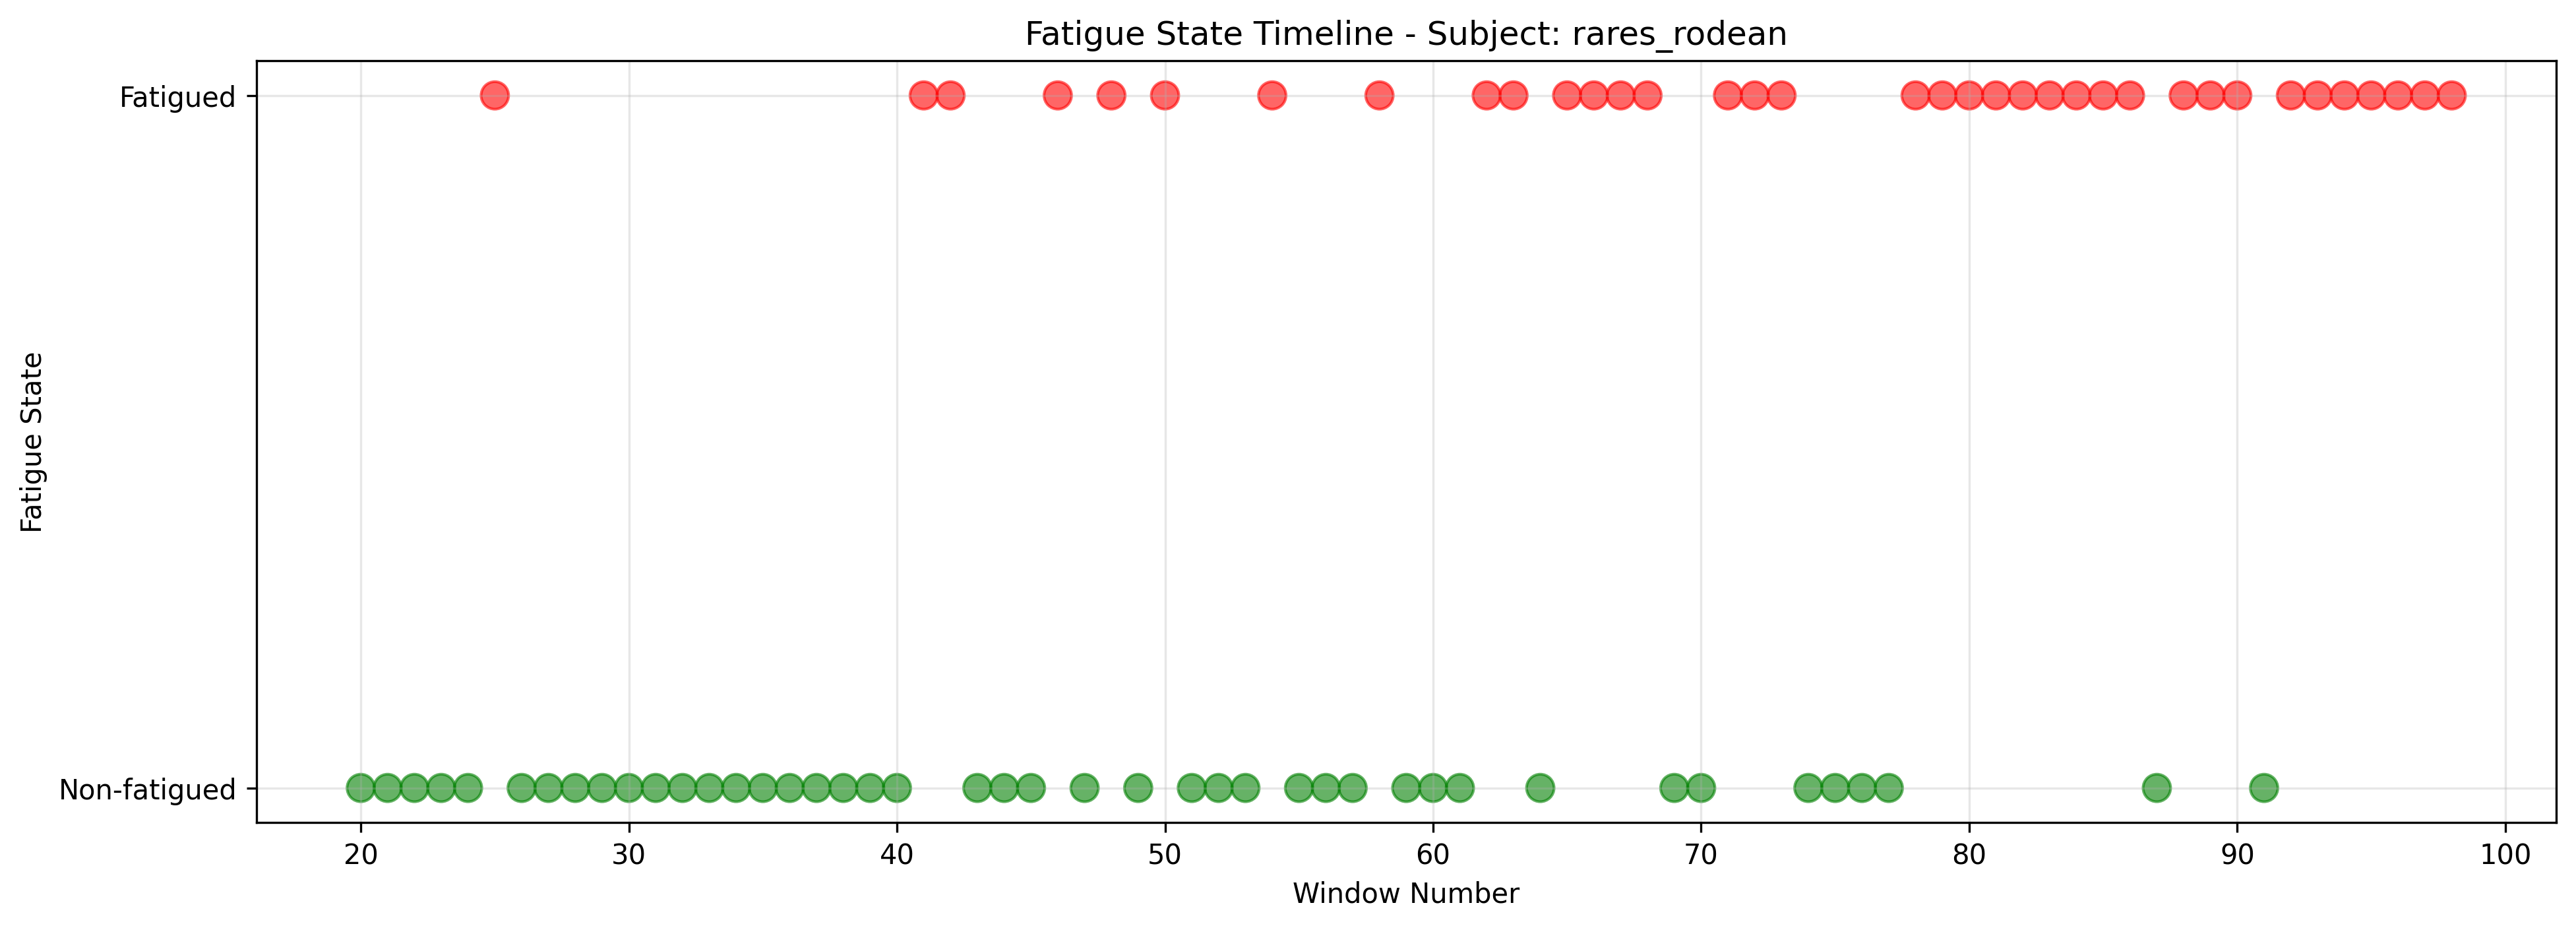 Fatigue State Timeline - Subject: rares_rodean
Fatigued
Fatigue State
Non-fatigued
20 30 40 50 60 70 80 90 100
Window Number